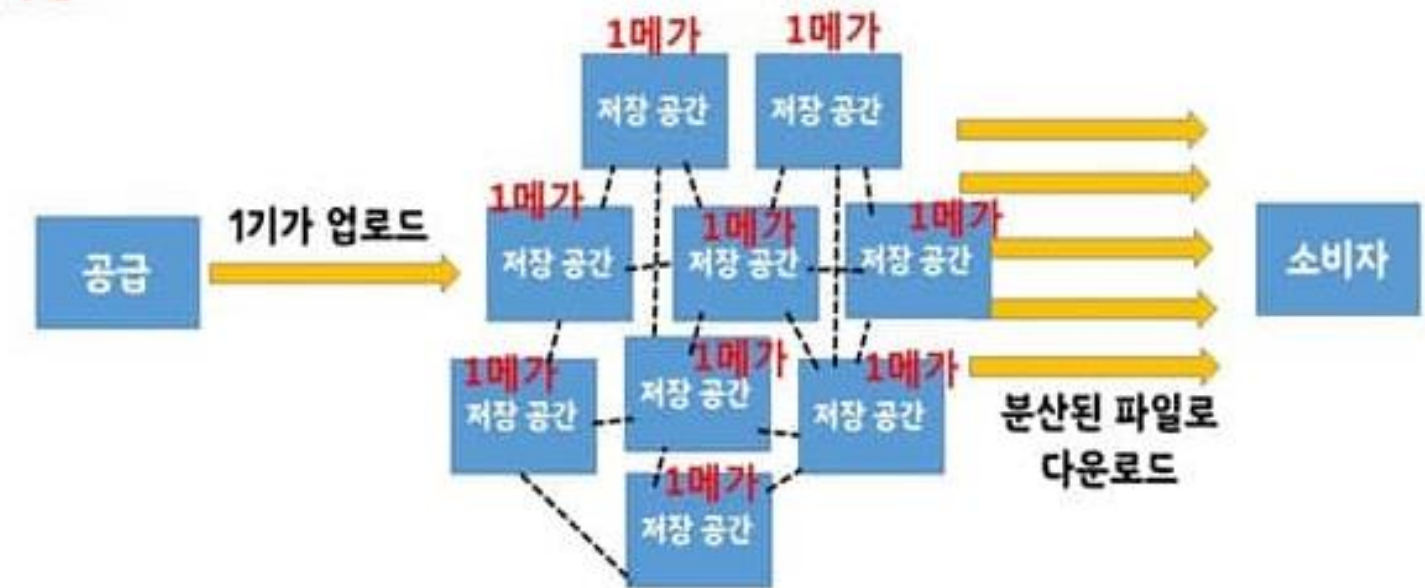 1메가
1메가
저장 공간
저장 공간
1메가
1메가
1메가
공급
1기가 업로드
저장 공간
저장 공간
저장 공간
소비자
1메가
1메가
1메가
저장 공간
저장 공간
저장 공간
분산된 파일로
다운로드
1메가
저장 공간